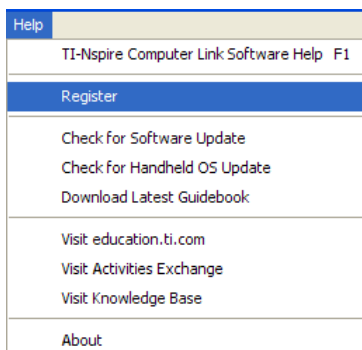 Help
TI-Nspire Computer Link Software Help F1
Register
Check for Software Update
Check for Handheld OS Update
Download Latest Guidebook
Visit education.ti.com
Visit Activities Exchange
Visit Knowledge Base
About